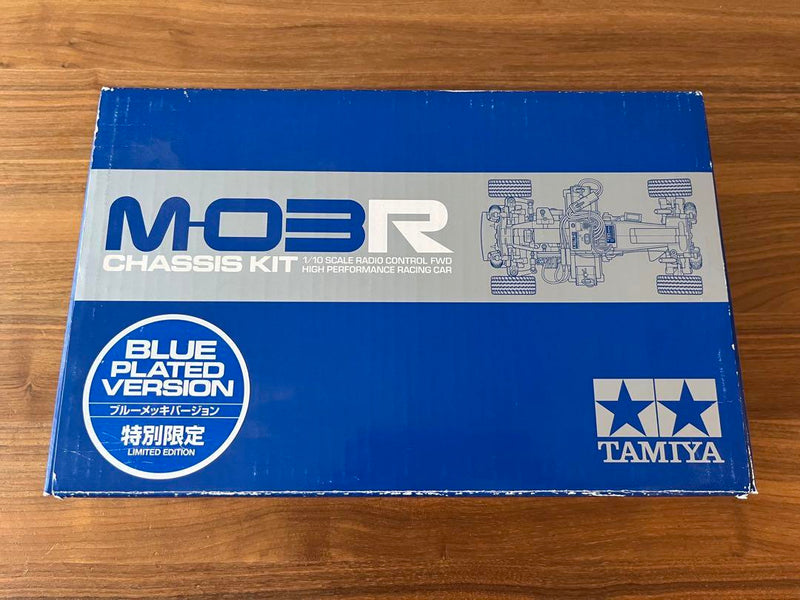 M-03R
CHASSIS KIT
1/10 SCALE RADIO CONTROL FWD
HIGH PERFORMANCE RACING CAR
BLUE
PLATED
VERSION
ブルーメッキバージョン
特別限定
LIMITED EDITION
TAMIYA